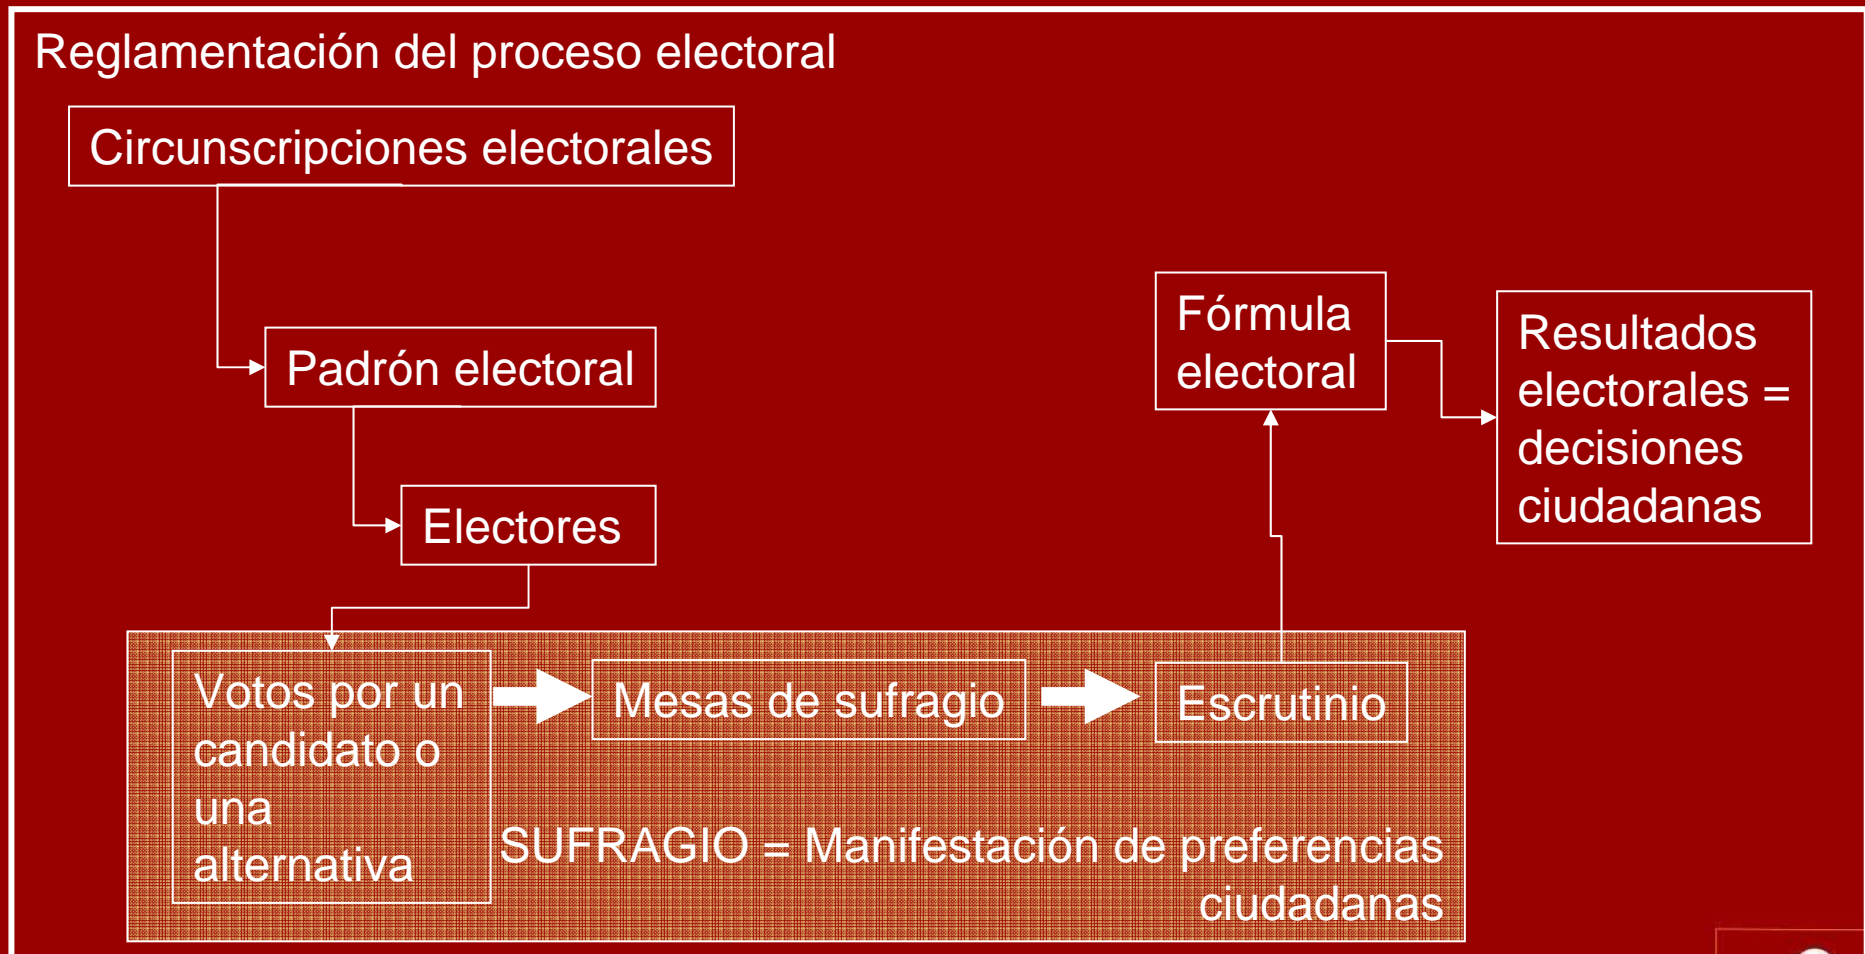 Reglamentación del proceso electoral
Circunscripciones electorales
Padrón electoral
Electores
Votos por un
candidato o
una
alternativa
Mesas de sufragio
Escrutinio
SUFRAGIO = Manifestación de preferencias
ciudadanas
Fórmula
electoral
Resultados
electorales =
decisiones
ciudadanas